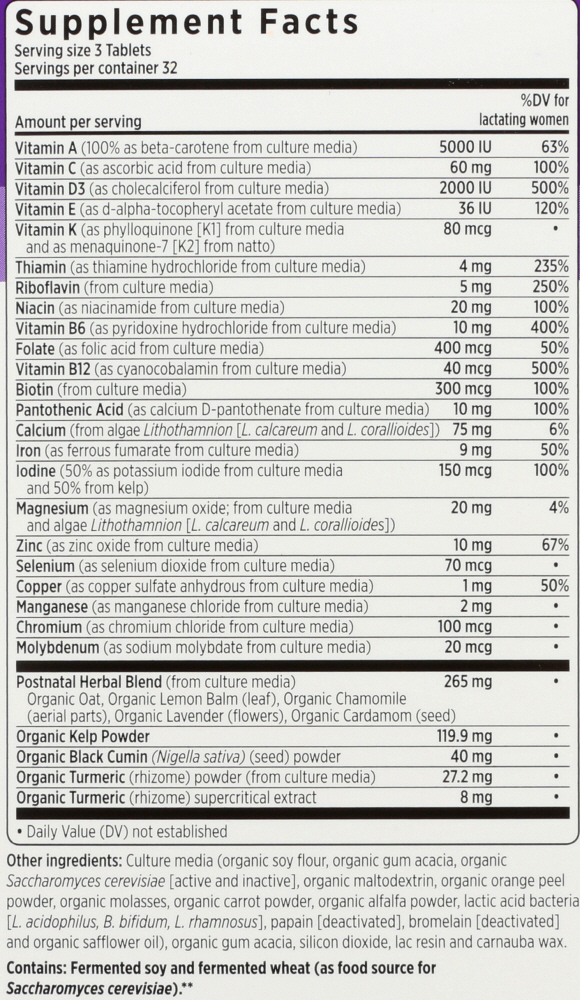 Supplement Facts
Serving size 3 Tablets
Servings per container 32
%DV for
Amount per serving lactating women
Vitamin A (100% as beta-carotene from culture media) 5000 IU 63%
Vitamin C (as ascorbic acid from culture media) 60 mg 100%
Vitamin D3 (as cholecalciferol from culture media) 2000 IU 500%
Vitamin E (as d-alpha-tocopheryl acetate from culture media) 36 IU 120%
Vitamin K (as phylloquinone [K1] from culture media 80 mcg •
and as menaquinone-7 [K2] from natto)
Thiamin (as thiamine hydrochloride from culture media) 4 mg 235%
Riboflavin (from culture media) 5 mg 250%
Niacin (as niacinamide from culture media) 20 mg 100%
Vitamin B6 (as pyridoxine hydrochloride from culture media) 10 mg 400%
Folate (as folic acid from culture media) 400 mcg 50%
Vitamin B12 (as cyanocobalamin from culture media) 40 mcg 500%
Biotin (from culture media) 300 mcg 100%
Pantothenic Acid (as calcium D-pantothenate from culture media) 10 mg 100%
Calcium (from algae Lithothamnion [L. calcareum and L. corallioides]) 75 mg 6%
Iron (as ferrous fumarate from culture media) 9 mg 50%
Iodine (50% as potassium iodide from culture media 150 mcg 100%
and 50% from kelp)
Magnesium (as magnesium oxide; from culture media 20 mg 4%
and algae Lithothamnion [L. calcareum and L. corallioides])
Zinc (as zinc oxide from culture media) 10 mg 67%
Selenium (as selenium dioxide from culture media) 70 mcg •
Copper (as copper sulfate anhydrous from culture media) 1 mg 50%
Manganese (as manganese chloride from culture media) 2 mg •
Chromium (as chromium chloride from culture media) 100 mcg •
Molybdenum (as sodium molybdate from culture media) 20 mcg •
Postnatal Herbal Blend (from culture media) 265 mg •
Organic Oat, Organic Lemon Balm (leaf), Organic Chamomile
(aerial parts), Organic Lavender (flowers), Organic Cardamom (seed)
Organic Kelp Powder 119.9 mg •
Organic Black Cumin (Nigella sativa) (seed) powder 40 mg •
Organic Turmeric (rhizome) powder (from culture media) 27.2 mg •
Organic Turmeric (rhizome) supercritical extract 8 mg •
• Daily Value (DV) not established
Other ingredients: Culture media (organic soy flour, organic gum acacia, organic
Saccharomyces cerevisiae [active and inactive], organic maltodextrin, organic orange peel
powder, organic molasses, organic carrot powder, organic alfalfa powder, lactic acid bacteria
[L. acidophilus, B. bifidum, L. rhamnosus], papain [deactivated], bromelain [deactivated]
and organic safflower oil), organic gum acacia, silicon dioxide, lac resin and carnauba wax.
Contains: Fermented soy and fermented wheat (as food source for
Saccharomyces cerevisiae).**